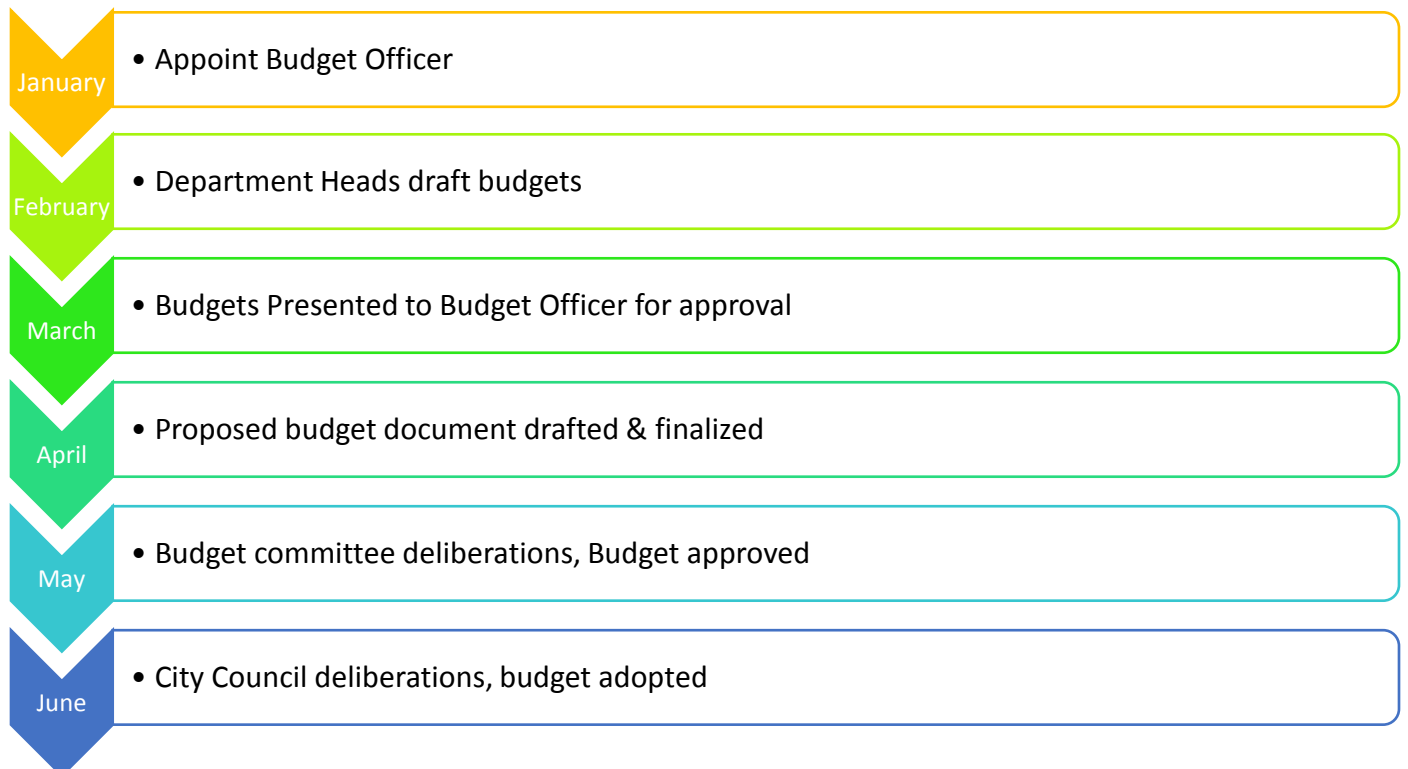 January
• Appoint Budget Officer
February
• Department Heads draft budgets
March
• Budgets Presented to Budget Officer for approval
April
• Proposed budget document drafted & finalized
May
• Budget committee deliberations, Budget approved
June
• City Council deliberations, budget adopted